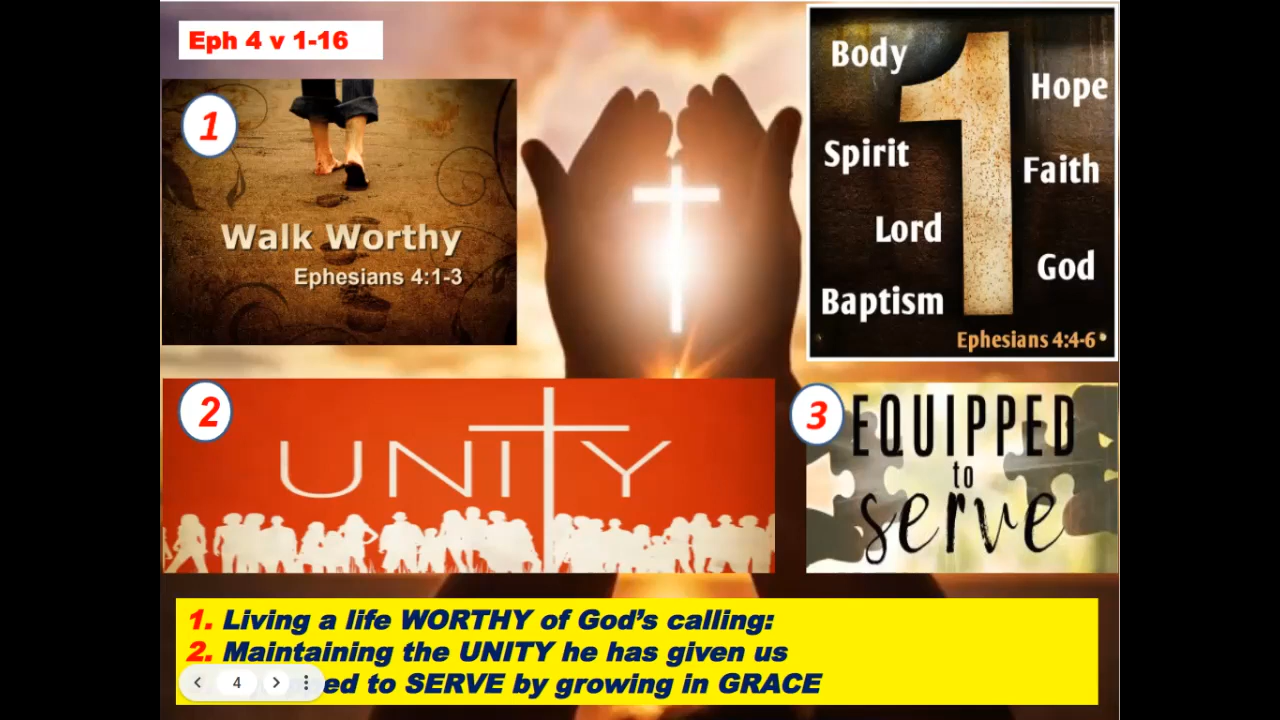 Eph 4 v 1-16
1
Walk Worthy
Ephesians 4:1-3
Body
Hope
1
Spirit
Faith
Lord
God
Baptism
Ephesians 4:4-6
2
UNITY
3
EQUIPPED
to
serve
1. Living a life WORTHY of God's calling:
2. Maintaining the UNITY he has given us
ed to SERVE by growing in GRACE
4